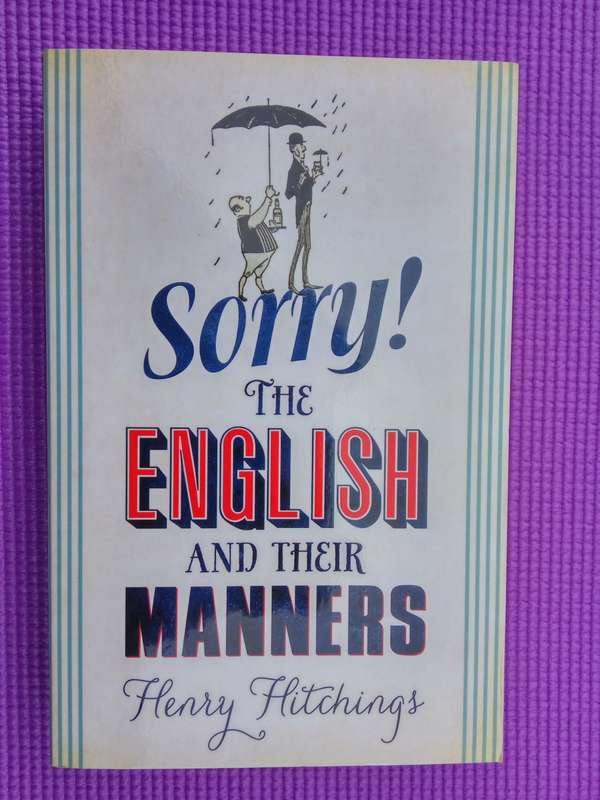 Sorry!
THE
ENGLISH
AND THEIR
MANNERS
Henry Hitchings